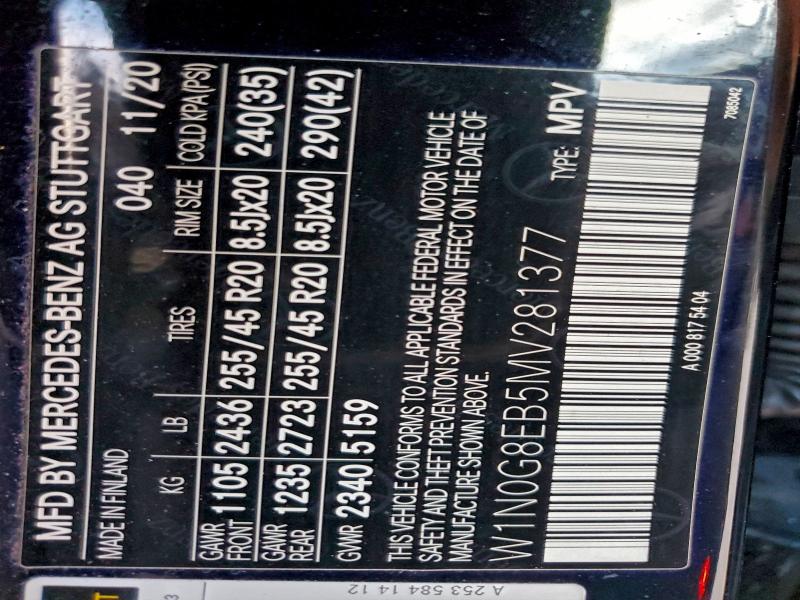 MFD BY MERCEDES-BENZ AG STUTTGART
MADE IN FINLAND 040 11/20
KG LB TIRES RIM SIZE COLD KPA(PSI)
GAWR FRONT 1105 2436 255/45 R20 8.5Jx20 240(35)
GAWR REAR 1235 2723 255/45 R20 8.5Jx20 290(42)
GVWR 2340 5159
THIS VEHICLE CONFORMS TO ALL APPLICABLE FEDERAL MOTOR VEHICLE
SAFETY AND THEFT PREVENTION STANDARDS IN EFFECT ON THE DATE OF
MANUFACTURE SHOWN ABOVE.
W1N0G8EB5MV281377 TYPE: MPV
A 000 817 54 04
7085042
A 253 584 14 12